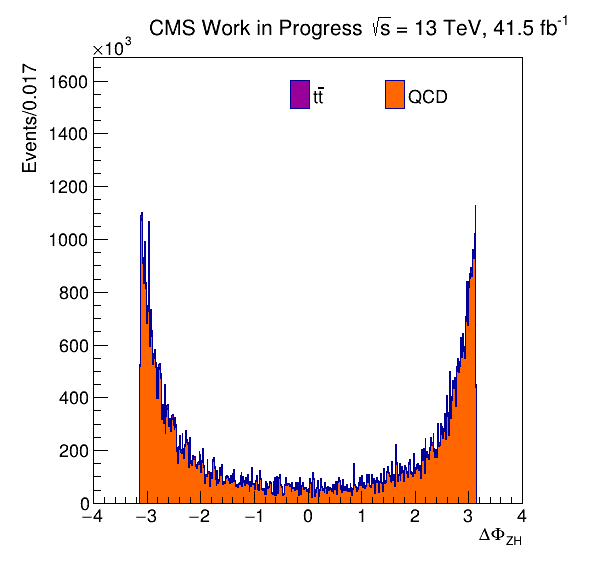 CMS Work in Progress √s = 13 TeV, 41.5 fb⁻¹
×10³
Events/0.017
tt̅ QCD
1600
1400
1200
1000
800
600
400
200
0
−4 −3 −2 −1 0 1 2 3 4
ΔΦ_ZH